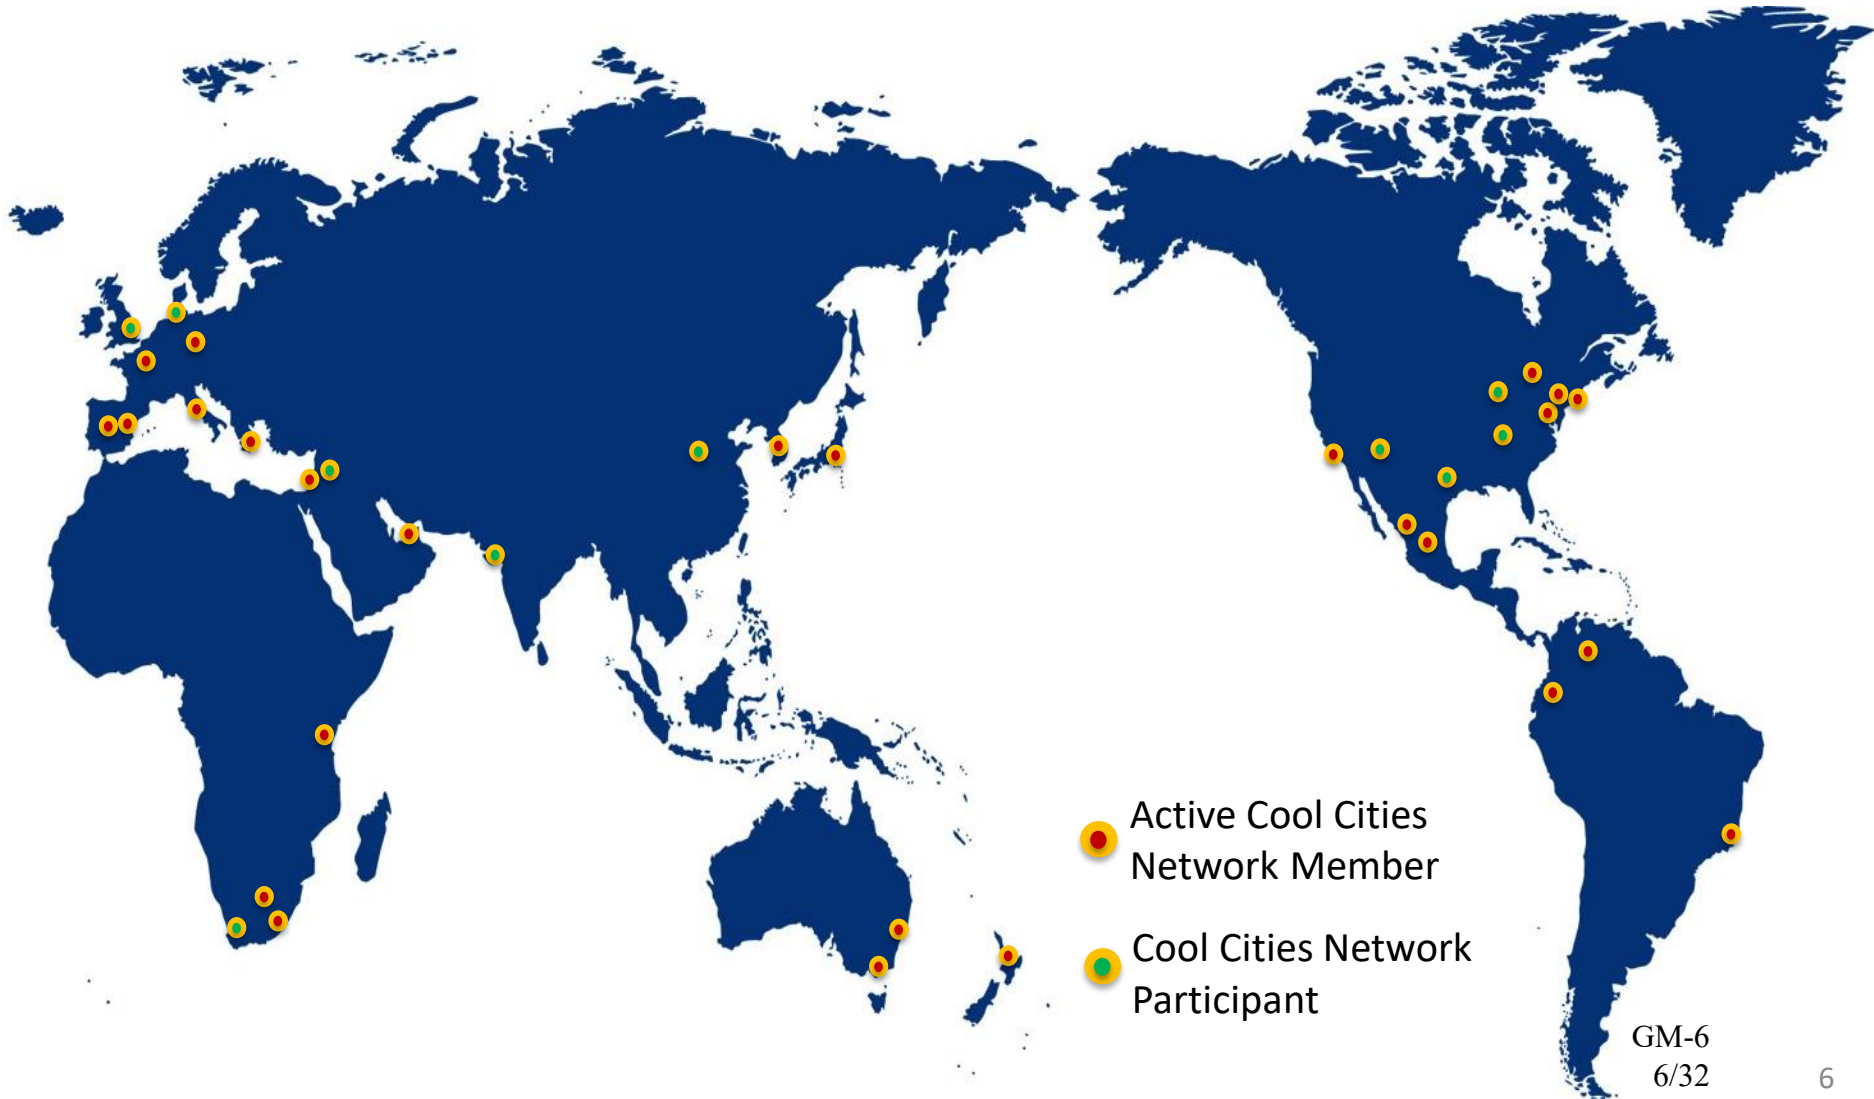 Active Cool Cities
Network Member
Cool Cities Network
Participant
GM-6
6/32
6